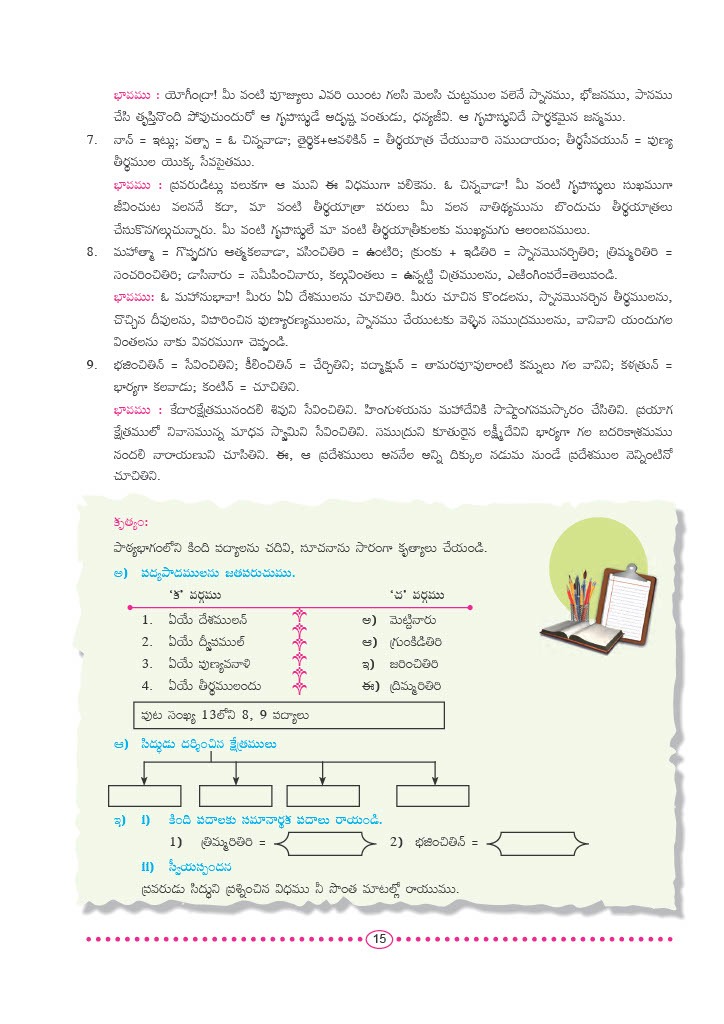 భావము : యోగీంద్రా! మీ వంటి పూజ్యులు ఎవరి యింట గలసి మెలసి చుట్టముల వలెనే స్నానము, భోజనము, పానము
చేసి తృప్తినొంది పోవుచుందురో ఆ గృహస్థుడే అదృష్ట వంతుడు, ధన్యజీవి. ఆ గృహస్థునిదే సార్థకమైన జన్మము.
7. నాన్ = ఇట్లు; వత్సా = ఓ చిన్నవాడా; తైర్థిక+ఆవళికిన్ = తీర్థయాత్ర చేయువారి సముదాయం; తీర్థసేవయున్ = పుణ్య
తీర్థముల యొక్క సేవసైతము.
భావము : ప్రవరుడిట్లు పలుకగా ఆ ముని ఈ విధముగా పలికెను. ఓ చిన్నవాడా! మీ వంటి గృహస్థులు సుఖముగా
జీవించుట వలననే కదా, మా వంటి తీర్థయాత్రా పరులు మీ వలన నాతిథ్యమును బొందుచు తీర్థయాత్రలు
చేసుకొనగల్గుచున్నారు. మీ వంటి గృహస్థులే మా వంటి తీర్థయాత్రీకులకు ముఖ్యమగు ఆలంబనములు.
8. మహాత్మా = గొప్పదగు ఆత్మకలవాడా, వసించితిరి = ఉంటిరి; క్రుంకు + ఇడితిరి = స్నానమొనర్చితిరి; త్రిమ్మరితిరి =
సంచరించితిరి; డాసినారు = సమీపించినారు, కల్గువింతలు = ఉన్నట్టి చిత్రములను, ఎఱింగింపరే=తెలుపండి.
భావము: ఓ మహానుభావా! మీరు ఏఏ దేశములను చూచితిరి. మీరు చూచిన కొండలను, స్నానమొనర్చిన తీర్థములను,
చొచ్చిన దీవులను, విహరించిన పుణ్యారణ్యములను, స్నానము చేయుటకు వెళ్ళిన సముద్రములను, వానివాని యందుగల
వింతలను నాకు వివరముగా చెప్పండి.
9. భజించితిన్ = సేవించితిని; కీలించితిన్ = చేర్చితిని; పద్మాక్షున్ = తామరపూవులాంటి కన్నులు గల వానిని; కళత్రున్ =
భార్యగా కలవాడు; కంటిన్ = చూచితిని.
భావము : కేదారక్షేత్రమునందలి శివుని సేవించితిని. హింగుళయను మహాదేవికి సాష్టాంగనమస్కారం చేసితిని. ప్రయాగ
క్షేత్రములో నివాసమున్న మాధవ స్వామిని సేవించితిని. సముద్రుని కూతురైన లక్ష్మీదేవిని భార్యగా గల బదరికాశ్రమము
నందలి నారాయణుని చూసితిని. ఈ, ఆ ప్రదేశములు అననేల అన్ని దిక్కుల నడుమ నుండే ప్రదేశముల నెన్నింటినో
చూచితిని.
కృత్యం:
పాఠ్యభాగంలోని కింది పద్యాలను చదివి, సూచనాను సారంగా కృత్యాలు చేయండి.
అ) పద్యపాదములను జతపరుచుము.
‘క’ వర్గము ‘చ’ వర్గము
1. ఏయే దేశములన్ అ) మెట్టినారు
2. ఏయే ద్వీపముల్ ఆ) గ్రుంకిడితిరి
3. ఏయే పుణ్యవనాళి ఇ) జరించితిరి
4. ఏయే తీర్థములందు ఈ) ద్రిమ్మరితిరి
పుట సంఖ్య 13లోని 8, 9 పద్యాలు
ఆ) సిద్ధుడు దర్శించిన క్షేత్రములు
ఇ) i) కింది పదాలకు సమానార్థక పదాలు రాయండి.
1) త్రిమ్మరితిరి = 2) భజించితిన్ =
ii) స్వీయస్పందన
ప్రవరుడు సిద్ధుని ప్రశ్నించిన విధము నీ సొంత మాటల్లో రాయుము.
15